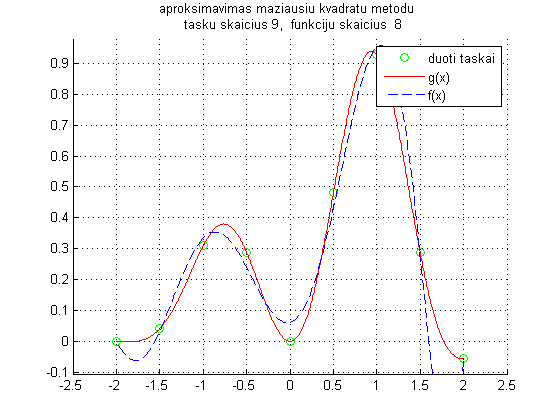 aproksimavimas maziausiu kvadratu metodu
tasku skaicius 9, funkciju skaicius 8
duoti taskai
g(x)
f(x)
0.9
0.8
0.7
0.6
0.5
0.4
0.3
0.2
0.1
0
-0.1
-2.5 -2 -1.5 -1 -0.5 0 0.5 1 1.5 2 2.5